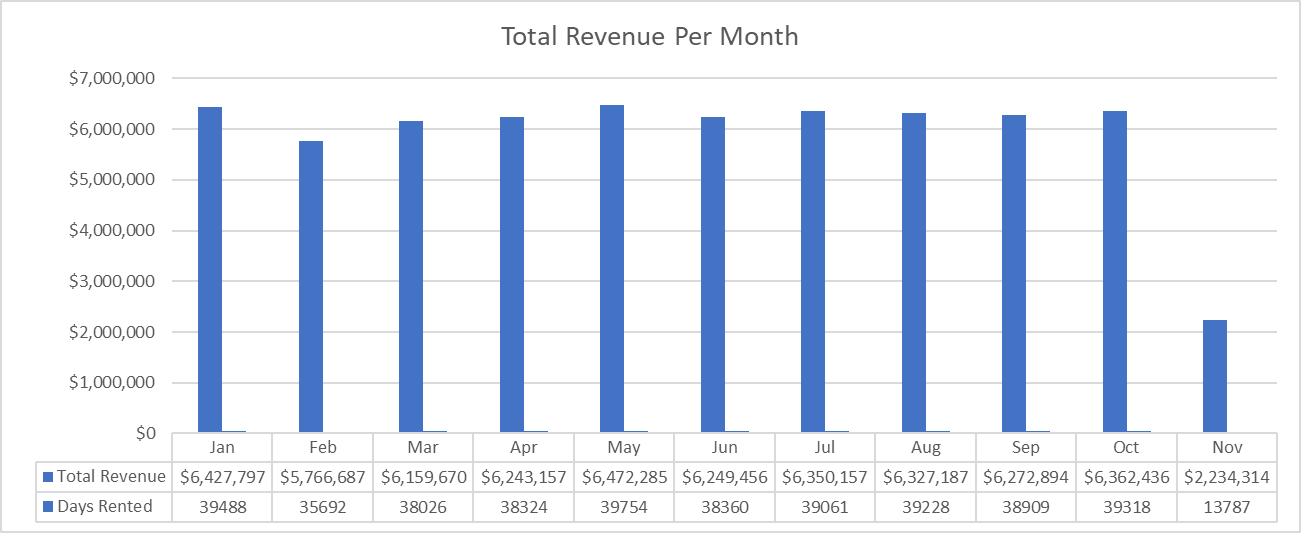 Total Revenue Per Month
$7,000,000
$6,000,000
$5,000,000
$4,000,000
$3,000,000
$2,000,000
$1,000,000
$0
Jan Feb Mar Apr May Jun Jul Aug Sep Oct Nov
Total Revenue $6,427,797 $5,766,687 $6,159,670 $6,243,157 $6,472,285 $6,249,456 $6,350,157 $6,327,187 $6,272,894 $6,362,436 $2,234,314
Days Rented 39488 35692 38026 38324 39754 38360 39061 39228 38909 39318 13787